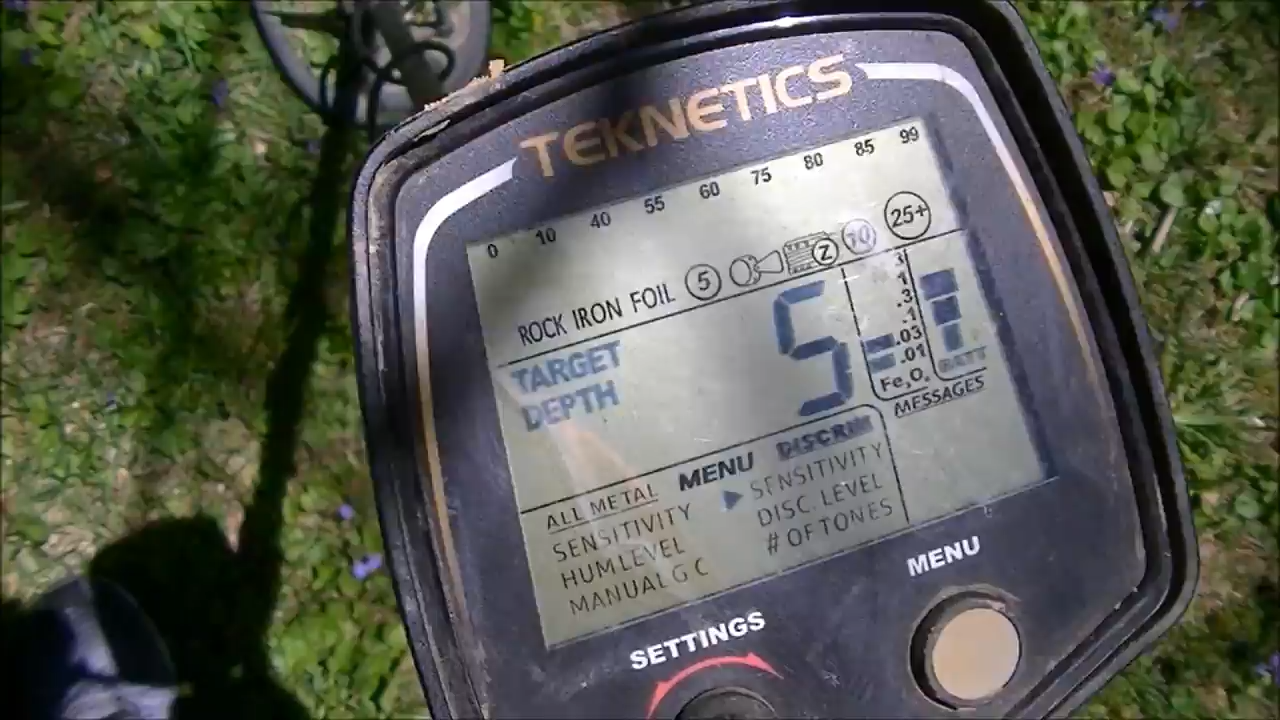 TEKNETICS
0 10 40 55 60 75 80 85 99
ROCK IRON FOIL 5 Z 10 25+
TARGET
DEPTH
5
3
1
.3
.1
.03
.01
Fe₃O₄
BATT
MESSAGES
MENU DISCRIM
ALL METAL
SENSITIVITY
HUM LEVEL
MANUAL G C
SENSITIVITY
DISC. LEVEL
# OF TONES
SETTINGS
MENU